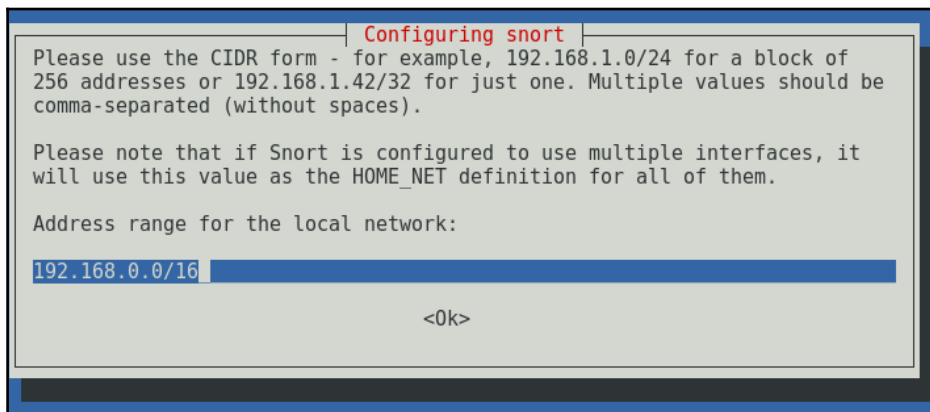 Configuring snort
Please use the CIDR form - for example, 192.168.1.0/24 for a block of
256 addresses or 192.168.1.42/32 for just one. Multiple values should be
comma-separated (without spaces).
Please note that if Snort is configured to use multiple interfaces, it
will use this value as the HOME_NET definition for all of them.
Address range for the local network:
192.168.0.0/16
<Ok>